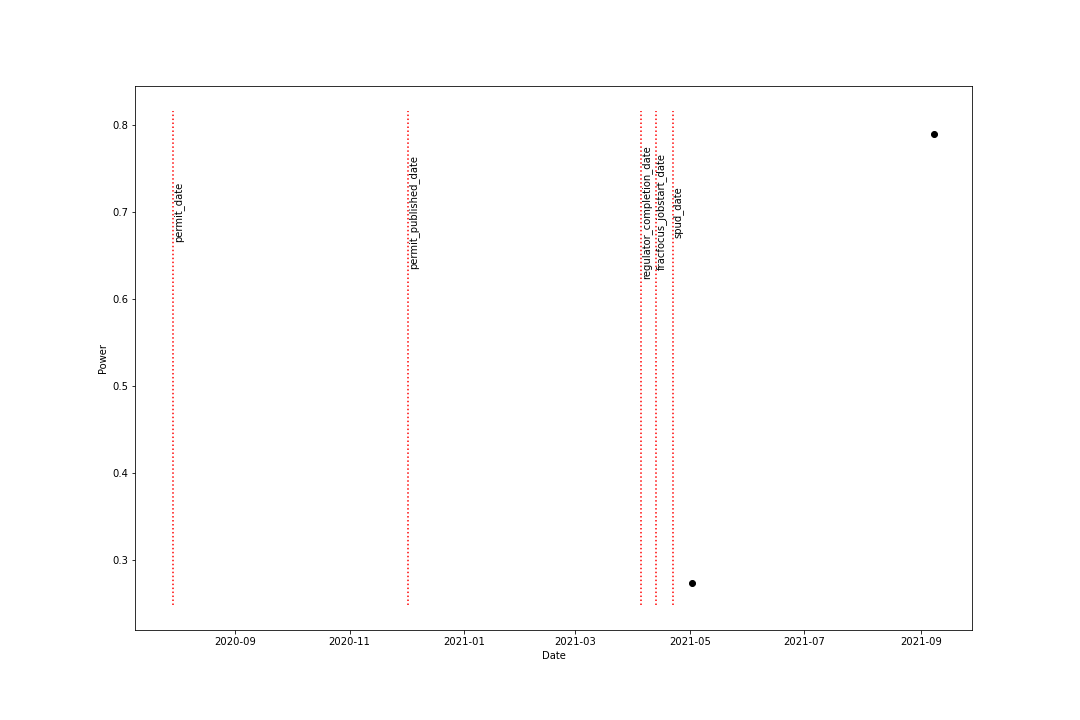 0.8
0.7
0.6
0.5
0.4
0.3
Power
permit_date
permit_published_date
regulator_completion_date
fracfocus_jobstart_date
spud_date
2020-09
2020-11
2021-01
2021-03
2021-05
2021-07
2021-09
Date